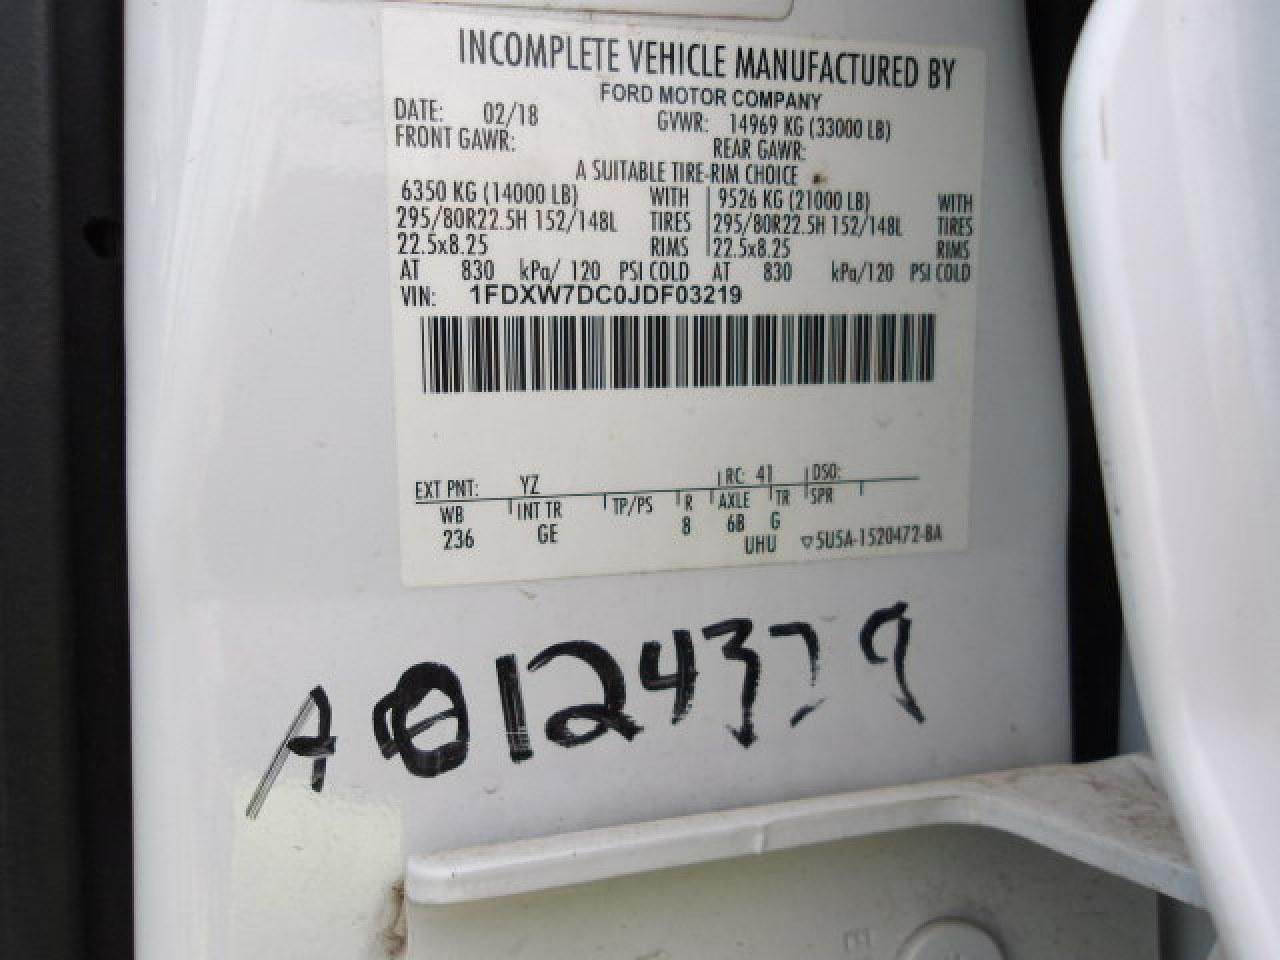 INCOMPLETE VEHICLE MANUFACTURED BY
FORD MOTOR COMPANY
DATE: 02/18 GVWR: 14969 KG (33000 LB)
FRONT GAWR: REAR GAWR:
A SUITABLE TIRE-RIM CHOICE
6350 KG (14000 LB) WITH 9526 KG (21000 LB) WITH
295/80R22.5H 152/148L TIRES 295/80R22.5H 152/148L TIRES
22.5x8.25 RIMS 22.5x8.25 RIMS
AT 830 kPa/ 120 PSI COLD AT 830 kPa/120 PSI COLD
VIN: 1FDXW7DC0JDF03219
EXT PNT: YZ RC: 41 DSO:
WB INT TR TP/PS R AXLE TR SPR
236 GE 8 6B G
UHU ▽5U5A-1520472-BA